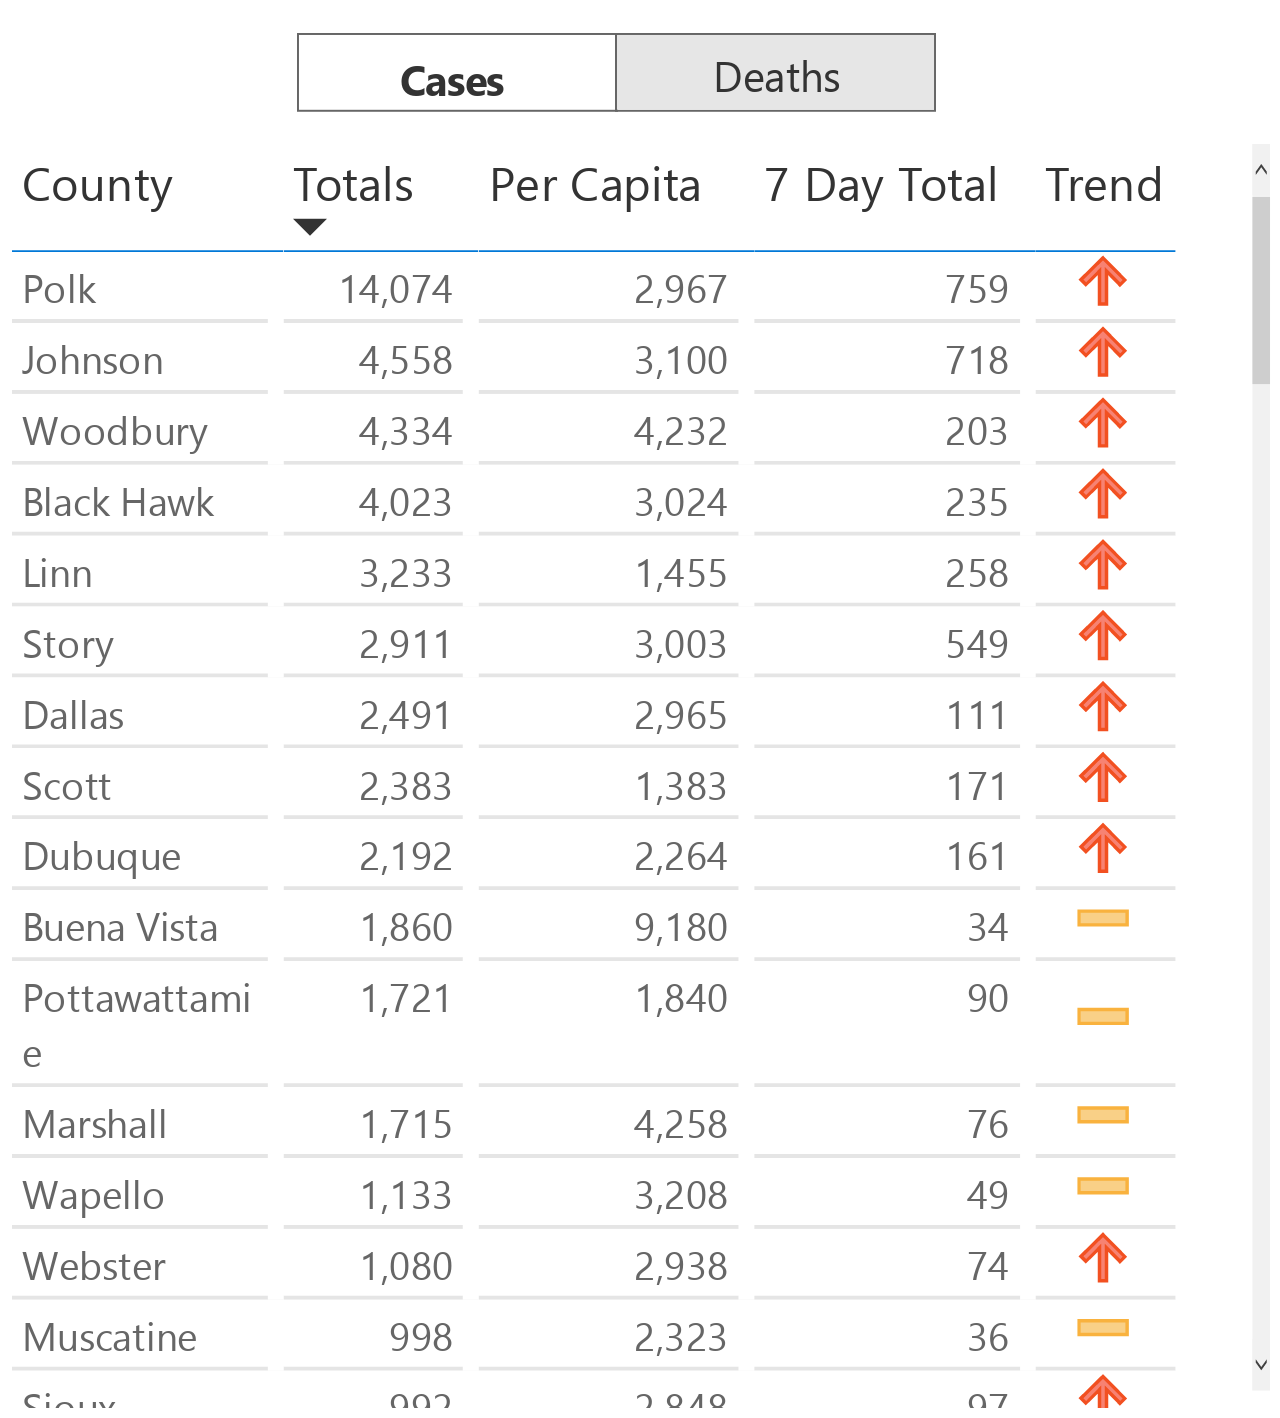 Cases Deaths
County Totals Per Capita 7 Day Total Trend
Polk 14,074 2,967 759
Johnson 4,558 3,100 718
Woodbury 4,334 4,232 203
Black Hawk 4,023 3,024 235
Linn 3,233 1,455 258
Story 2,911 3,003 549
Dallas 2,491 2,965 111
Scott 2,383 1,383 171
Dubuque 2,192 2,264 161
Buena Vista 1,860 9,180 34
Pottawattami 1,721 1,840 90
e
Marshall 1,715 4,258 76
Wapello 1,133 3,208 49
Webster 1,080 2,938 74
Muscatine 998 2,323 36
Sioux 992 2,848 97